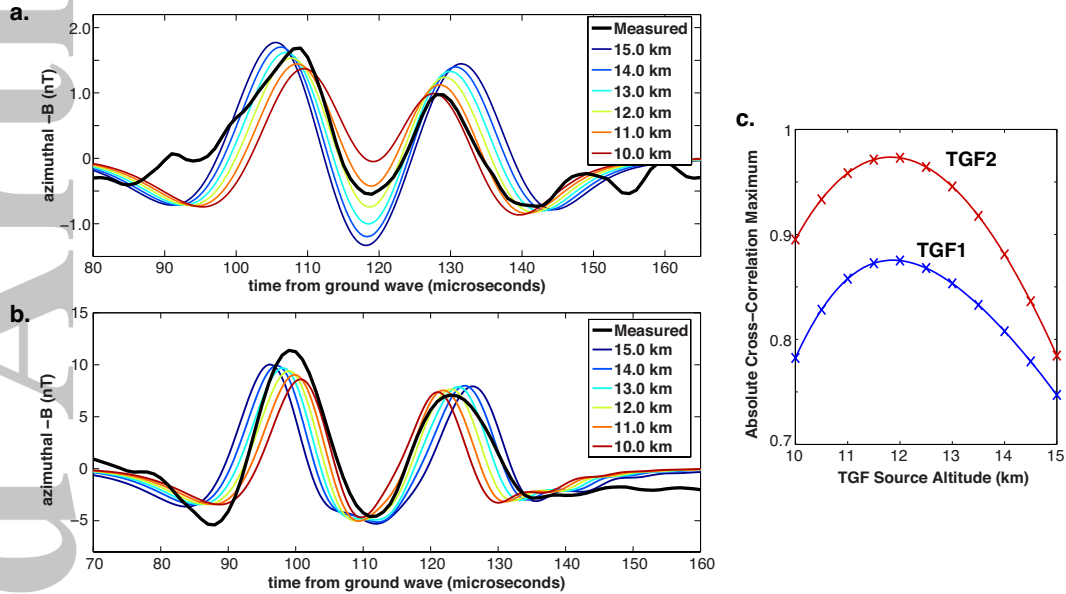 a.
2.0
1.0
0
−1.0
azimuthal −B (nT)
80 90 100 110 120 130 140 150 160
time from ground wave (microseconds)
Measured
15.0 km
14.0 km
13.0 km
12.0 km
11.0 km
10.0 km
b.
15
10
5
0
−5
azimuthal −B (nT)
70 80 90 100 110 120 130 140 150 160
time from ground wave (microseconds)
Measured
15.0 km
14.0 km
13.0 km
12.0 km
11.0 km
10.0 km
c.
1
0.9
0.8
0.7
Absolute Cross−Correlation Maximum
TGF2
TGF1
10 11 12 13 14 15
TGF Source Altitude (km)